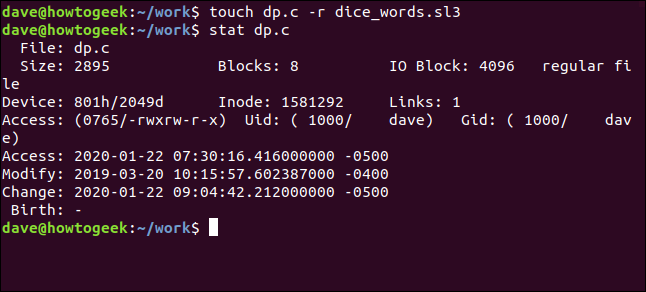 dave@howtogeek:~/work$ touch dp.c -r dice_words.sl3
dave@howtogeek:~/work$ stat dp.c
  File: dp.c
  Size: 2895            Blocks: 8          IO Block: 4096   regular fi
le
Device: 801h/2049d      Inode: 1581292     Links: 1
Access: (0765/-rwxrw-r-x)  Uid: ( 1000/    dave)   Gid: ( 1000/    dav
e)
Access: 2020-01-22 07:30:16.416000000 -0500
Modify: 2019-03-20 10:15:57.602387000 -0400
Change: 2020-01-22 09:04:42.212000000 -0500
 Birth: -
dave@howtogeek:~/work$